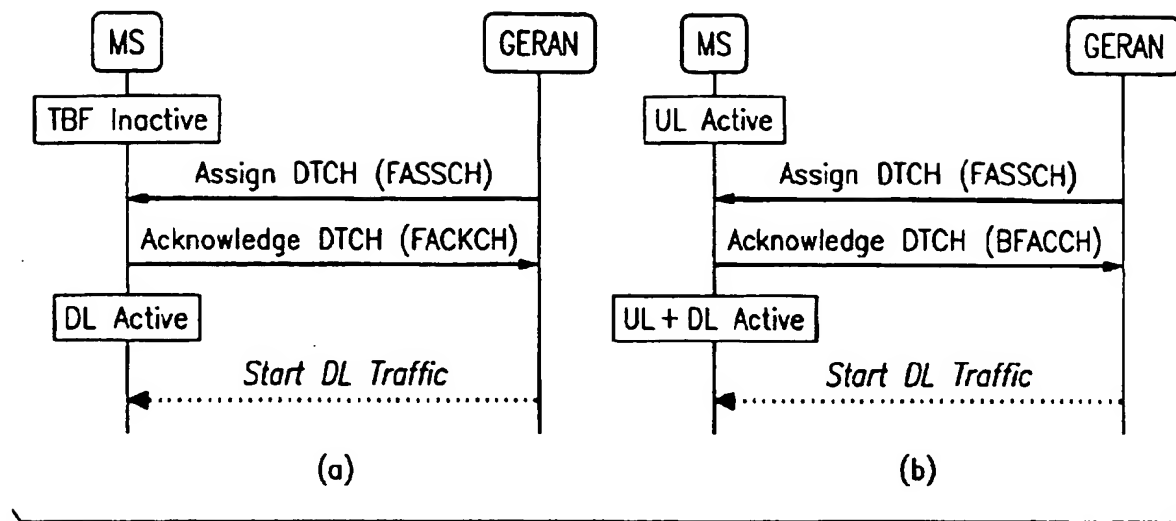 MS
GERAN
TBF Inactive
Assign DTCH (FASSCH)
Acknowledge DTCH (FACKCH)
DL Active
Start DL Traffic
(a)
MS
GERAN
UL Active
Assign DTCH (FASSCH)
Acknowledge DTCH (BFACCH)
UL + DL Active
Start DL Traffic
(b)